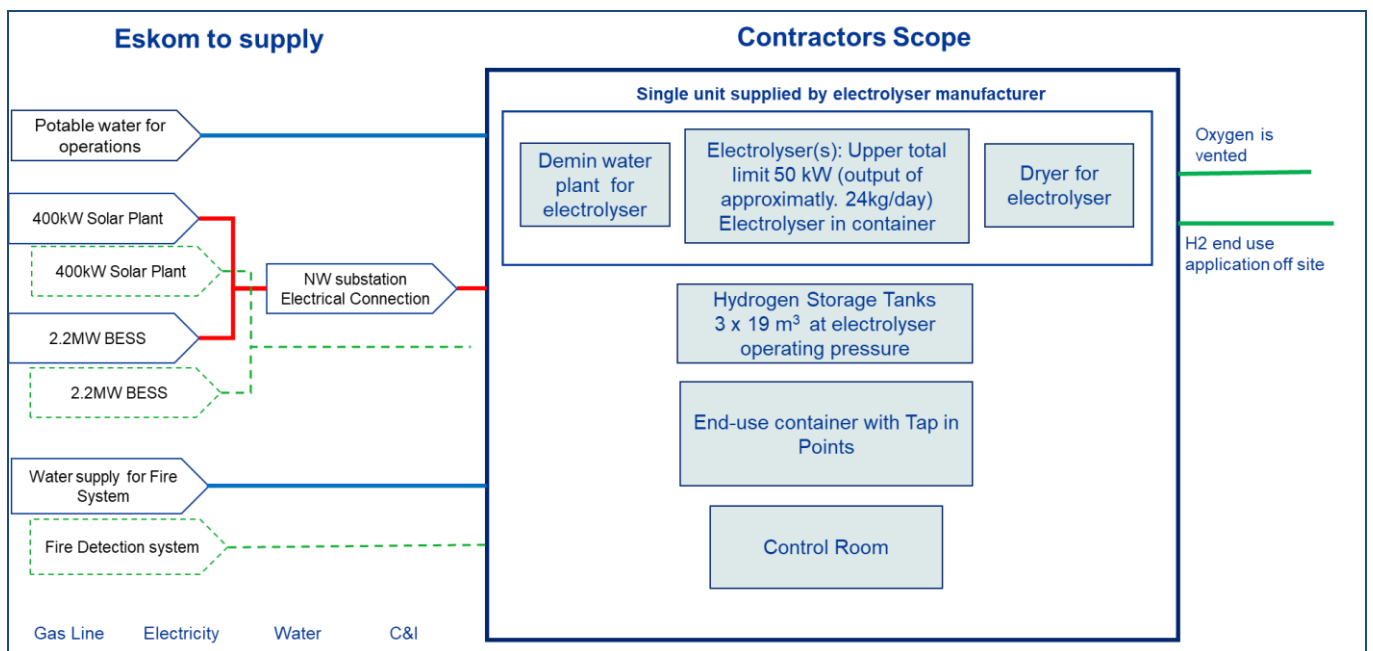 Eskom to supply
Contractors Scope
Single unit supplied by electrolyser manufacturer
Potable water for
operations
Demin water
plant for
electrolyser
Electrolyser(s): Upper total
limit 50 kW (output of
approximatly. 24kg/day)
Electrolyser in container
Dryer for
electrolyser
Oxygen is
vented
400kW Solar Plant
400kW Solar Plant
NW substation
Electrical Connection
H2 end use
application off site
2.2MW BESS
2.2MW BESS
Hydrogen Storage Tanks
3 x 19 m³ at electrolyser
operating pressure
End-use container with Tap in
Points
Water supply for Fire
System
Fire Detection system
Control Room
Gas Line
Electricity
Water
C&I